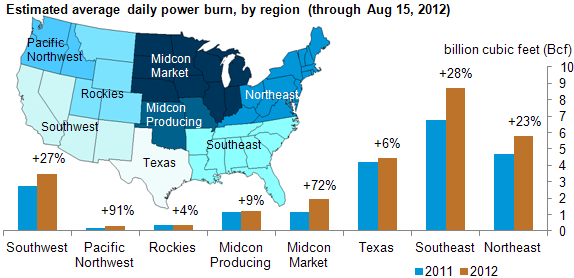 Estimated average daily power burn, by region (through Aug 15, 2012)
billion cubic feet (Bcf)
Pacific
Northwest
Midcon
Market
Rockies
Northeast
Midcon
Producing
Southwest
Southeast
Texas
10
9
8
7
6
5
4
3
2
1
0
+27%
+91%
+4%
+9%
+72%
+6%
+28%
+23%
Southwest
Pacific
Northwest
Rockies
Midcon
Producing
Midcon
Market
Texas
Southeast
Northeast
2011
2012